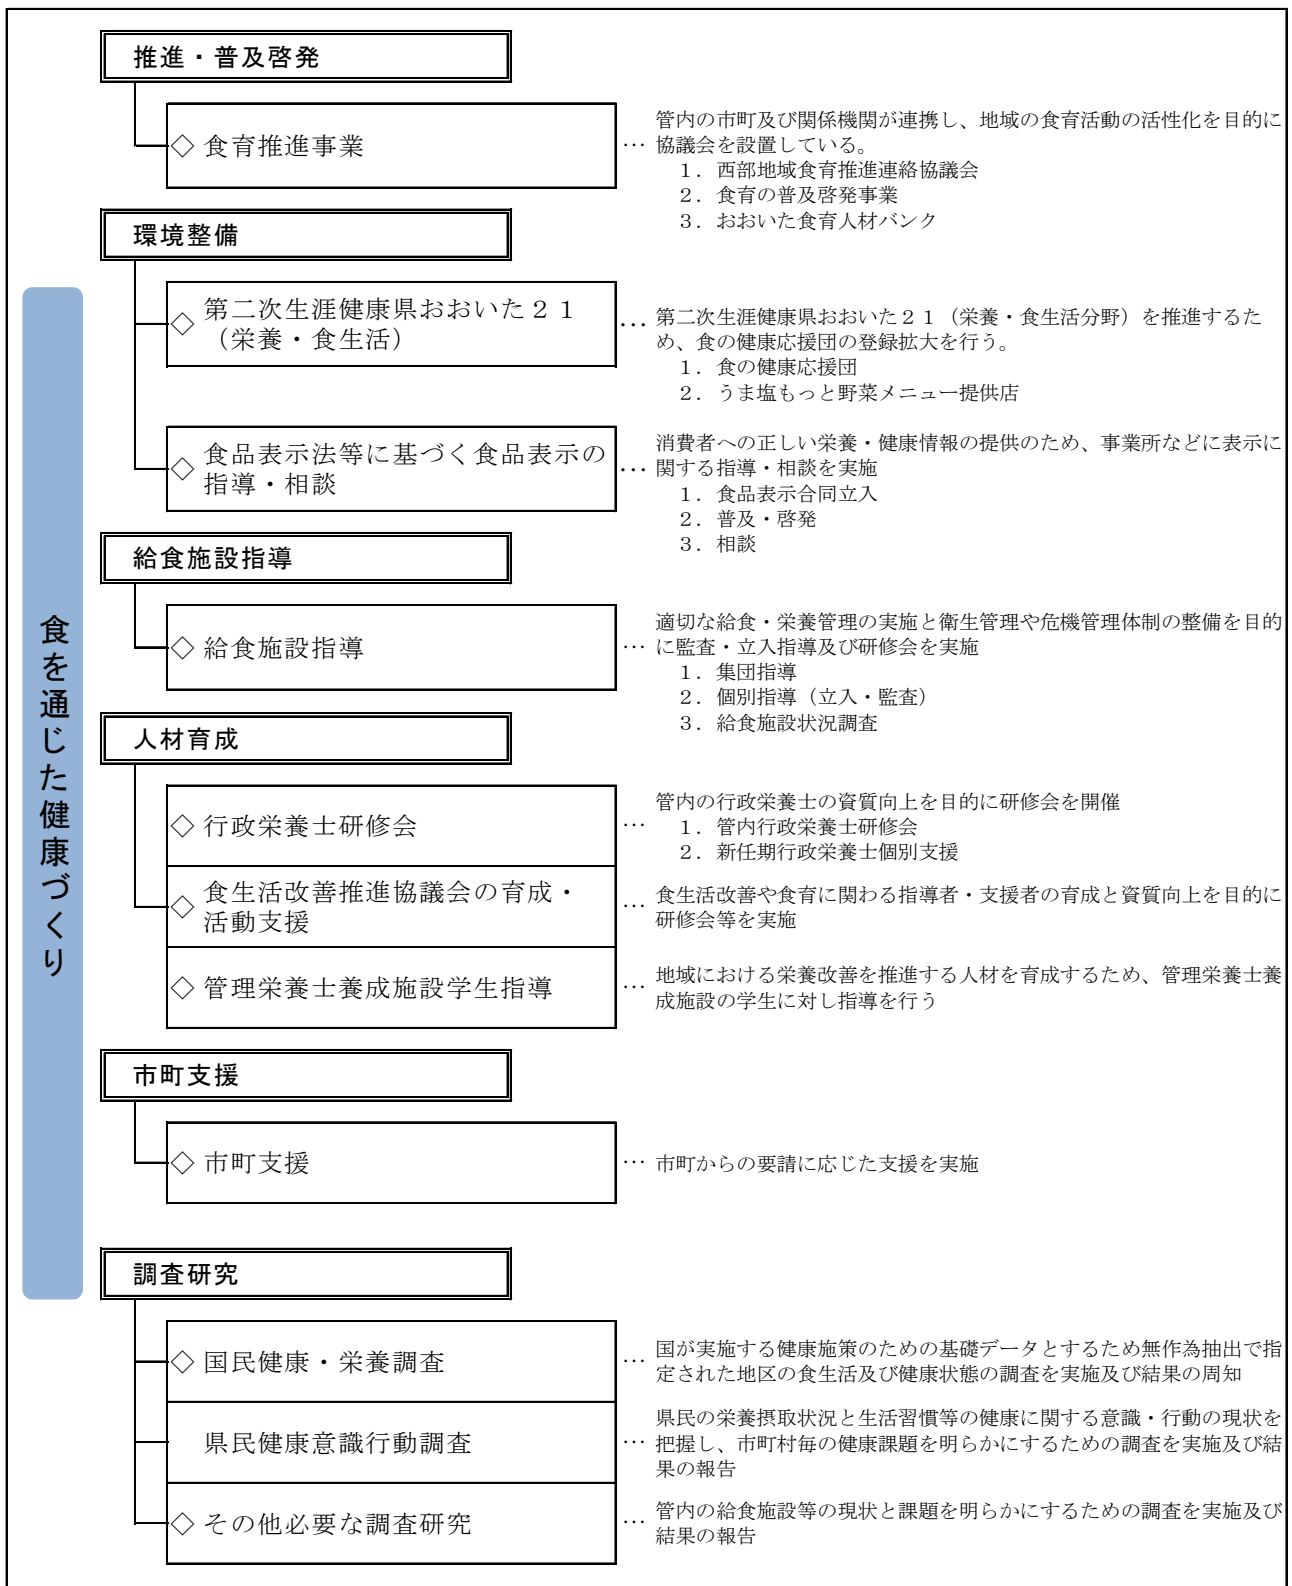 食を通じた健康づくり
推進・普及啓発
◇ 食育推進事業
… 管内の市町及び関係機関が連携し、地域の食育活動の活性化を目的に
協議会を設置している。
１．西部地域食育推進連絡協議会
２．食育の普及啓発事業
３．おおいた食育人材バンク
環境整備
◇ 第二次生涯健康県おおいた２１
（栄養・食生活）
… 第二次生涯健康県おおいた２１（栄養・食生活分野）を推進するた
め、食の健康応援団の登録拡大を行う。
１．食の健康応援団
２．うま塩もっと野菜メニュー提供店
◇ 食品表示法等に基づく食品表示の
指導・相談
… 消費者への正しい栄養・健康情報の提供のため、事業所などに表示に
関する指導・相談を実施
１．食品表示合同立入
２．普及・啓発
３．相談
給食施設指導
◇ 給食施設指導
… 適切な給食・栄養管理の実施と衛生管理や危機管理体制の整備を目的
に監査・立入指導及び研修会を実施
１．集団指導
２．個別指導（立入・監査）
３．給食施設状況調査
人材育成
◇ 行政栄養士研修会
… 管内の行政栄養士の資質向上を目的に研修会を開催
１．管内行政栄養士研修会
２．新任期行政栄養士個別支援
◇ 食生活改善推進協議会の育成・
活動支援
… 食生活改善や食育に関わる指導者・支援者の育成と資質向上を目的に
研修会等を実施
◇ 管理栄養士養成施設学生指導
… 地域における栄養改善を推進する人材を育成するため、管理栄養士養
成施設の学生に対し指導を行う
市町支援
◇ 市町支援
… 市町からの要請に応じた支援を実施
調査研究
◇ 国民健康・栄養調査
… 国が実施する健康施策のための基礎データとするため無作為抽出で指
定された地区の食生活及び健康状態の調査を実施及び結果の周知
県民健康意識行動調査
… 県民の栄養摂取状況と生活習慣等の健康に関する意識・行動の現状を
把握し、市町村毎の健康課題を明らかにするための調査を実施及び結
果の報告
◇ その他必要な調査研究
… 管内の給食施設等の現状と課題を明らかにするための調査を実施及び
結果の報告